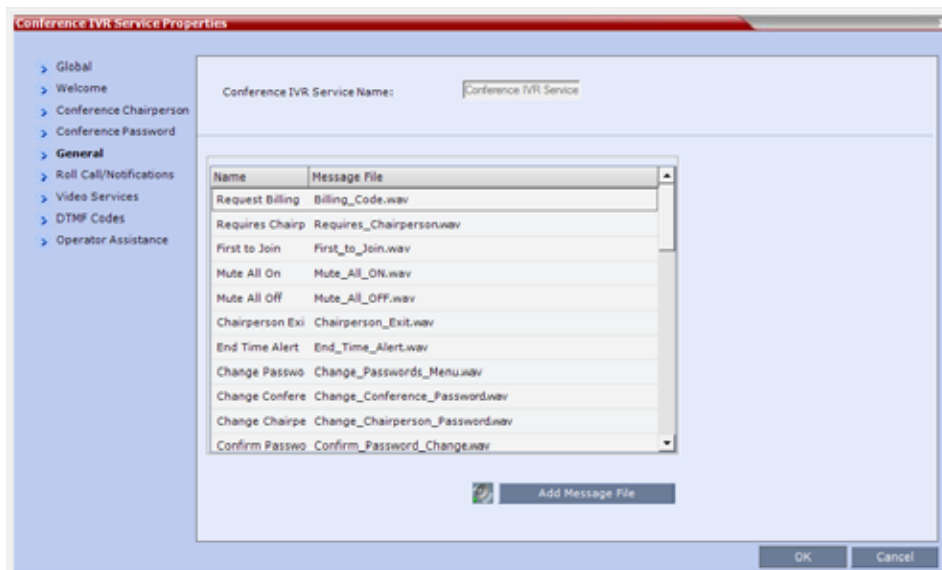 Conference IVR Service Properties
Global
Welcome
Conference Chairperson
Conference Password
General
Roll Call/Notifications
Video Services
DTMF Codes
Operator Assistance
Conference IVR Service Name: Conference IVR Service
Name Message File
Request Billing Billing_Code.wav
Requires Chairp Requires_Chairperson.wav
First to Join First_to_Join.wav
Mute All On Mute_All_ON.wav
Mute All Off Mute_All_OFF.wav
Chairperson Exi Chairperson_Exit.wav
End Time Alert End_Time_Alert.wav
Change Passwo Change_Passwords_Menu.wav
Change Confere Change_Conference_Password.wav
Change Chairpe Change_Chairperson_Password.wav
Confirm Passwo Confirm_Password_Change.wav
Add Message File
OK Cancel